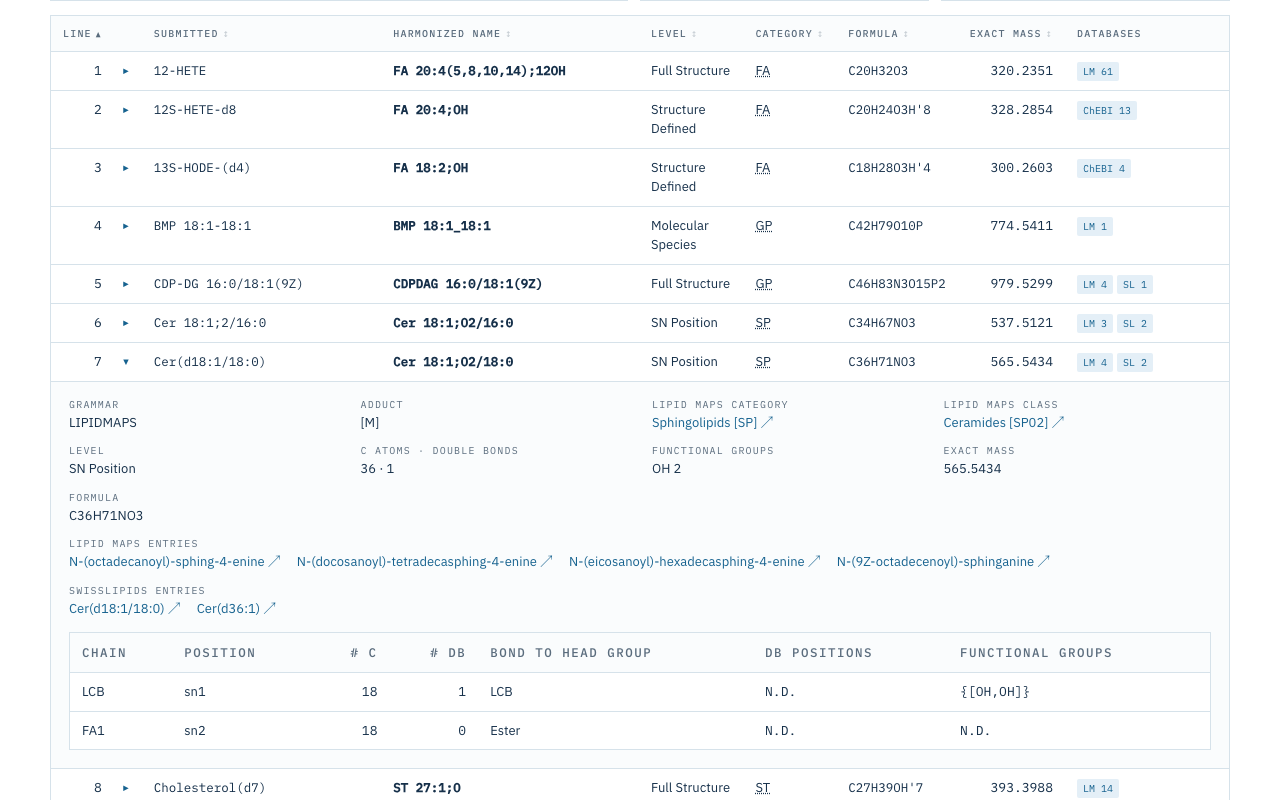 LINE ▲ SUBMITTED ↕ HARMONIZED NAME ↕ LEVEL ↕ CATEGORY ↕ FORMULA ↕ EXACT MASS ↕ DATABASES
1 ▸ 12-HETE FA 20:4(5,8,10,14);12OH Full Structure FA C20H32O3 320.2351 LM 61
2 ▸ 12S-HETE-d8 FA 20:4;OH Structure Defined FA C20H24O3H'8 328.2854 ChEBI 13
3 ▸ 13S-HODE-(d4) FA 18:2;OH Structure Defined FA C18H28O3H'4 300.2603 ChEBI 4
4 ▸ BMP 18:1-18:1 BMP 18:1_18:1 Molecular Species GP C42H79O10P 774.5411 LM 1
5 ▸ CDP-DG 16:0/18:1(9Z) CDPDAG 16:0/18:1(9Z) Full Structure GP C46H83N3O15P2 979.5299 LM 4 SL 1
6 ▸ Cer 18:1;2/16:0 Cer 18:1;O2/16:0 SN Position SP C34H67NO3 537.5121 LM 3 SL 2
7 ▾ Cer(d18:1/18:0) Cer 18:1;O2/18:0 SN Position SP C36H71NO3 565.5434 LM 4 SL 2
GRAMMAR ADDUCT LIPID MAPS CATEGORY LIPID MAPS CLASS
LIPIDMAPS [M] Sphingolipids [SP] ↗ Ceramides [SP02] ↗
LEVEL C ATOMS · DOUBLE BONDS FUNCTIONAL GROUPS EXACT MASS
SN Position 36 · 1 OH 2 565.5434
FORMULA
C36H71NO3
LIPID MAPS ENTRIES
N-(octadecanoyl)-sphing-4-enine ↗ N-(docosanoyl)-tetradecasphing-4-enine ↗ N-(eicosanoyl)-hexadecasphing-4-enine ↗ N-(9Z-octadecenoyl)-sphinganine ↗
SWISSLIPIDS ENTRIES
Cer(d18:1/18:0) ↗ Cer(d36:1) ↗
CHAIN POSITION # C # DB BOND TO HEAD GROUP DB POSITIONS FUNCTIONAL GROUPS
LCB sn1 18 1 LCB N.D. {[OH,OH]}
FA1 sn2 18 0 Ester N.D. N.D.
8 ▸ Cholesterol(d7) ST 27:1;O Full Structure ST C27H39OH'7 393.3988 LM 14